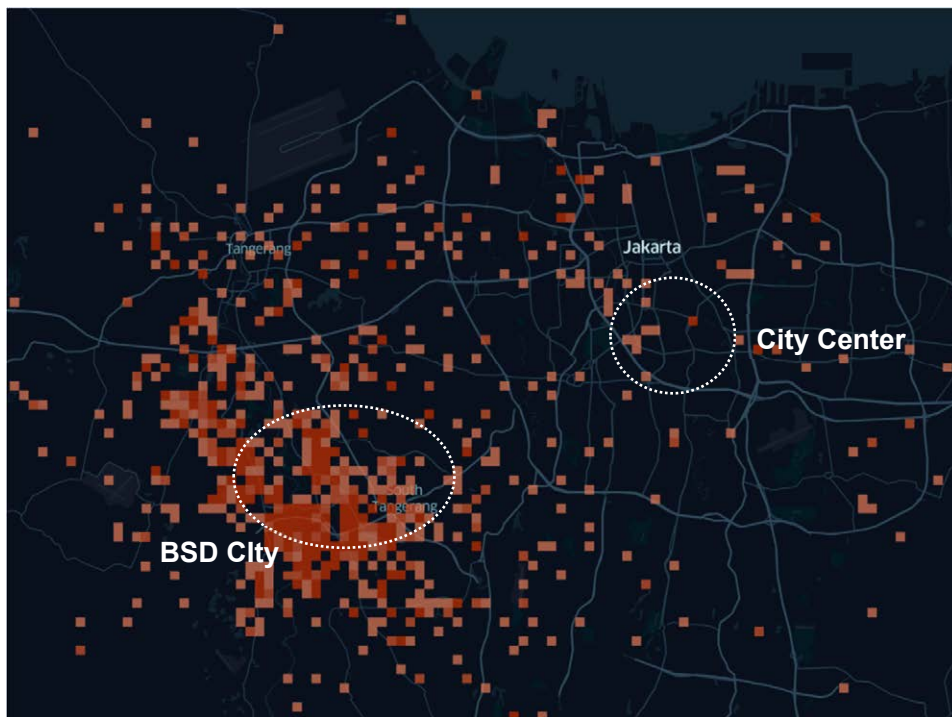 Tangerang
Jakarta
City Center
South
Tangerang
BSD CIty